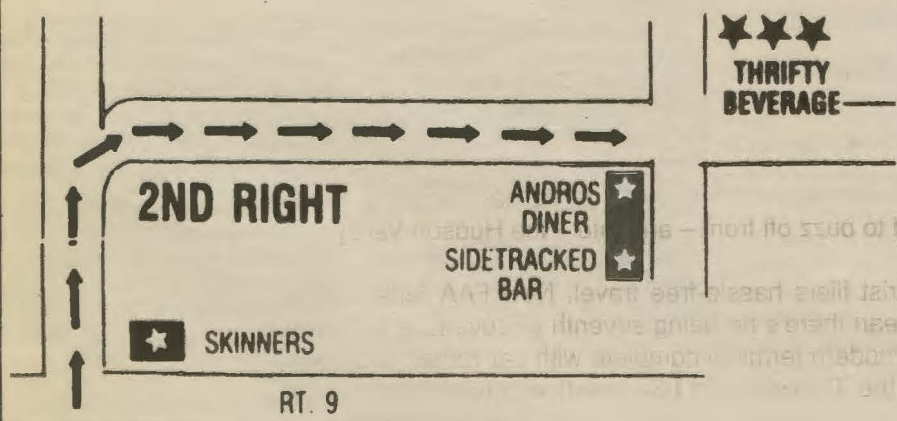 THRIFTY
BEVERAGE
2ND RIGHT
ANDROS
DINER
SIDETRACKED
BAR
SKINNERS
RT. 9